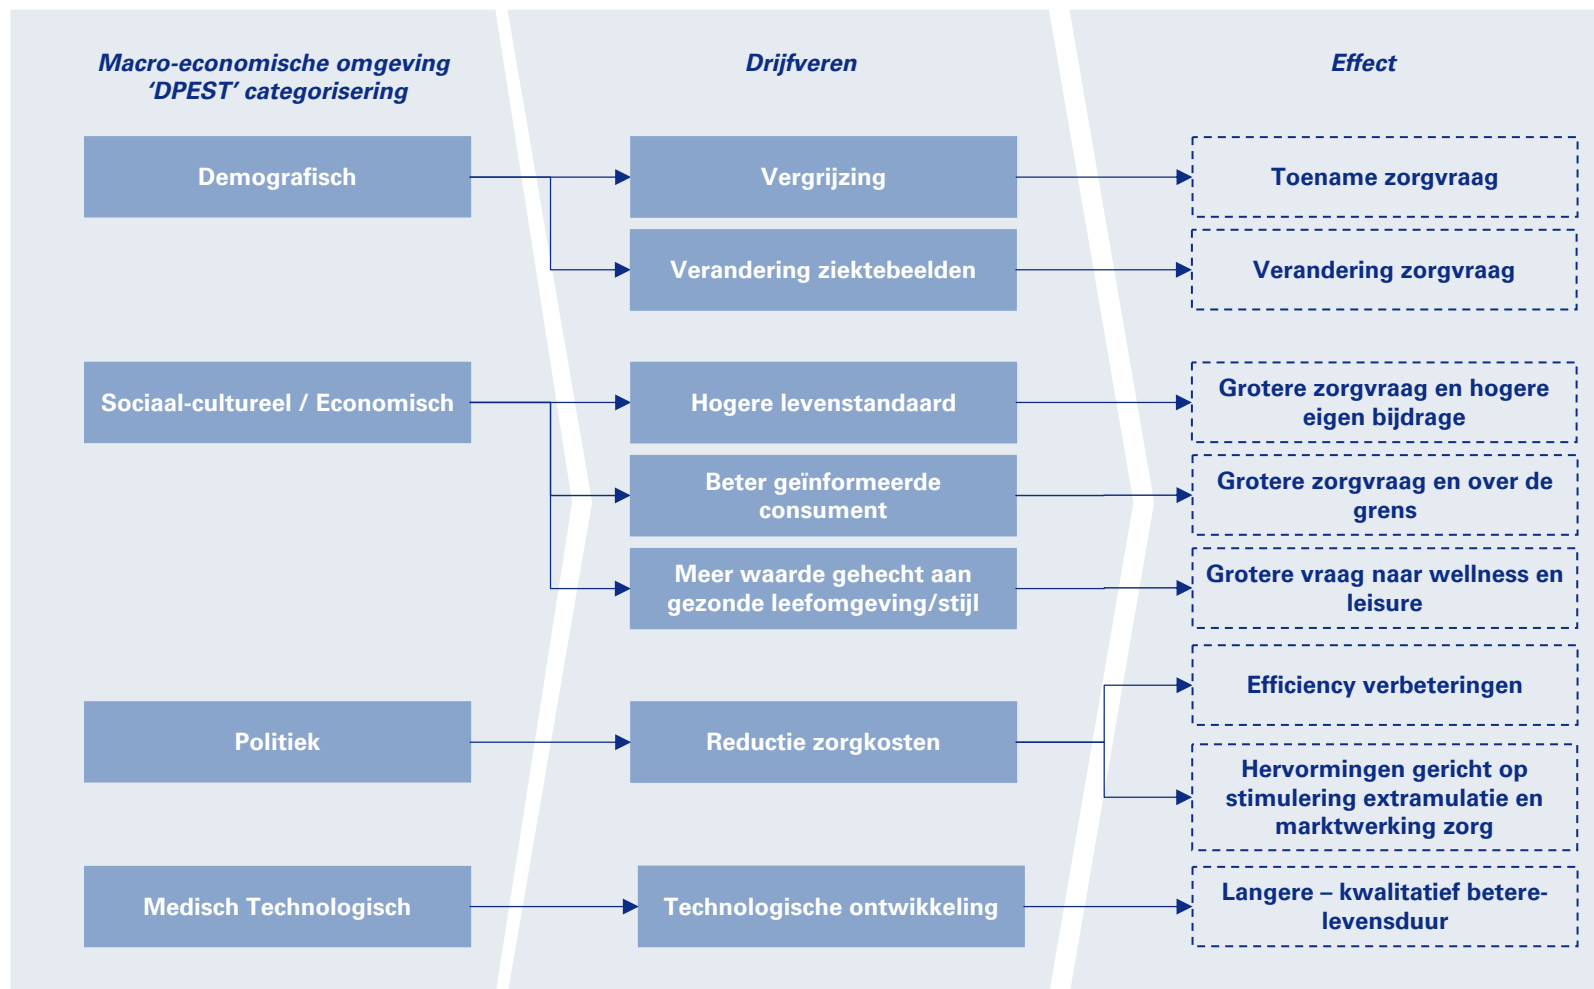 Macro-economische omgeving
‘DPEST’ categorisering
Drijfveren
Effect
Demografisch
Vergrijzing
Toename zorgvraag
Verandering ziektebeelden
Verandering zorgvraag
Sociaal-cultureel / Economisch
Hogere levenstandaard
Grotere zorgvraag en hogere
eigen bijdrage
Beter geïnformeerde
consument
Grotere zorgvraag en over de
grens
Meer waarde gehecht aan
gezonde leefomgeving/stijl
Grotere vraag naar wellness en
leisure
Politiek
Reductie zorgkosten
Efficiency verbeteringen
Hervormingen gericht op
stimulering extramulatie en
marktwerking zorg
Medisch Technologisch
Technologische ontwikkeling
Langere – kwalitatief betere-
levensduur